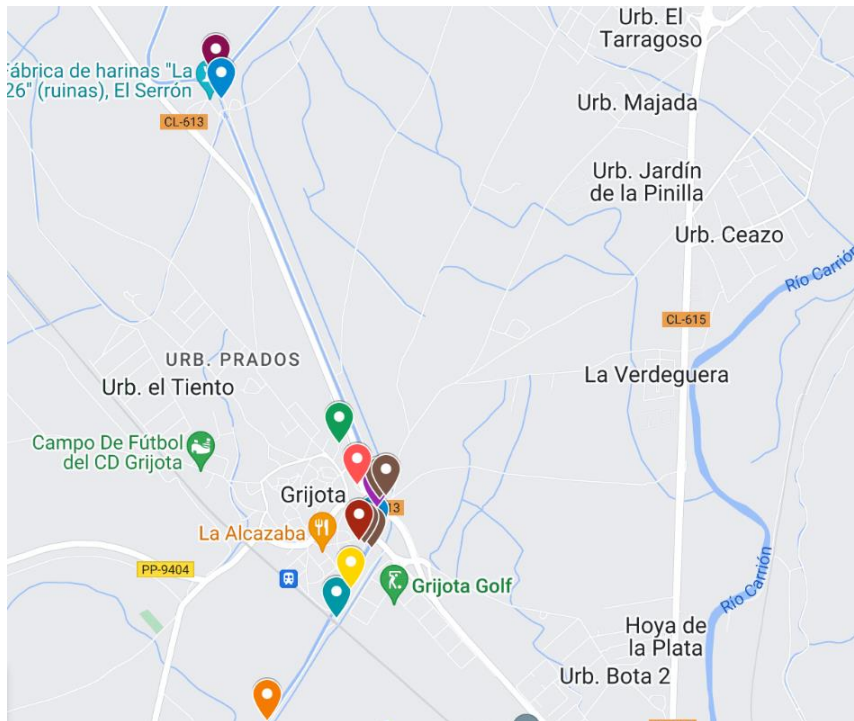 Urb. El
Tarragoso
Fábrica de harinas "La
26" (ruinas), El Serrón
Urb. Majada
CL-613
Urb. Jardín
de la Pinilla
Urb. Ceazo
Río Carrión
CL-615
URB. PRADOS
Urb. el Tiento
La Verdeguera
Campo De Fútbol
del CD Grijota
Grijota
13
La Alcazaba
PP-9404
Grijota Golf
Río Carrión
Hoya de
la Plata
Urb. Bota 2